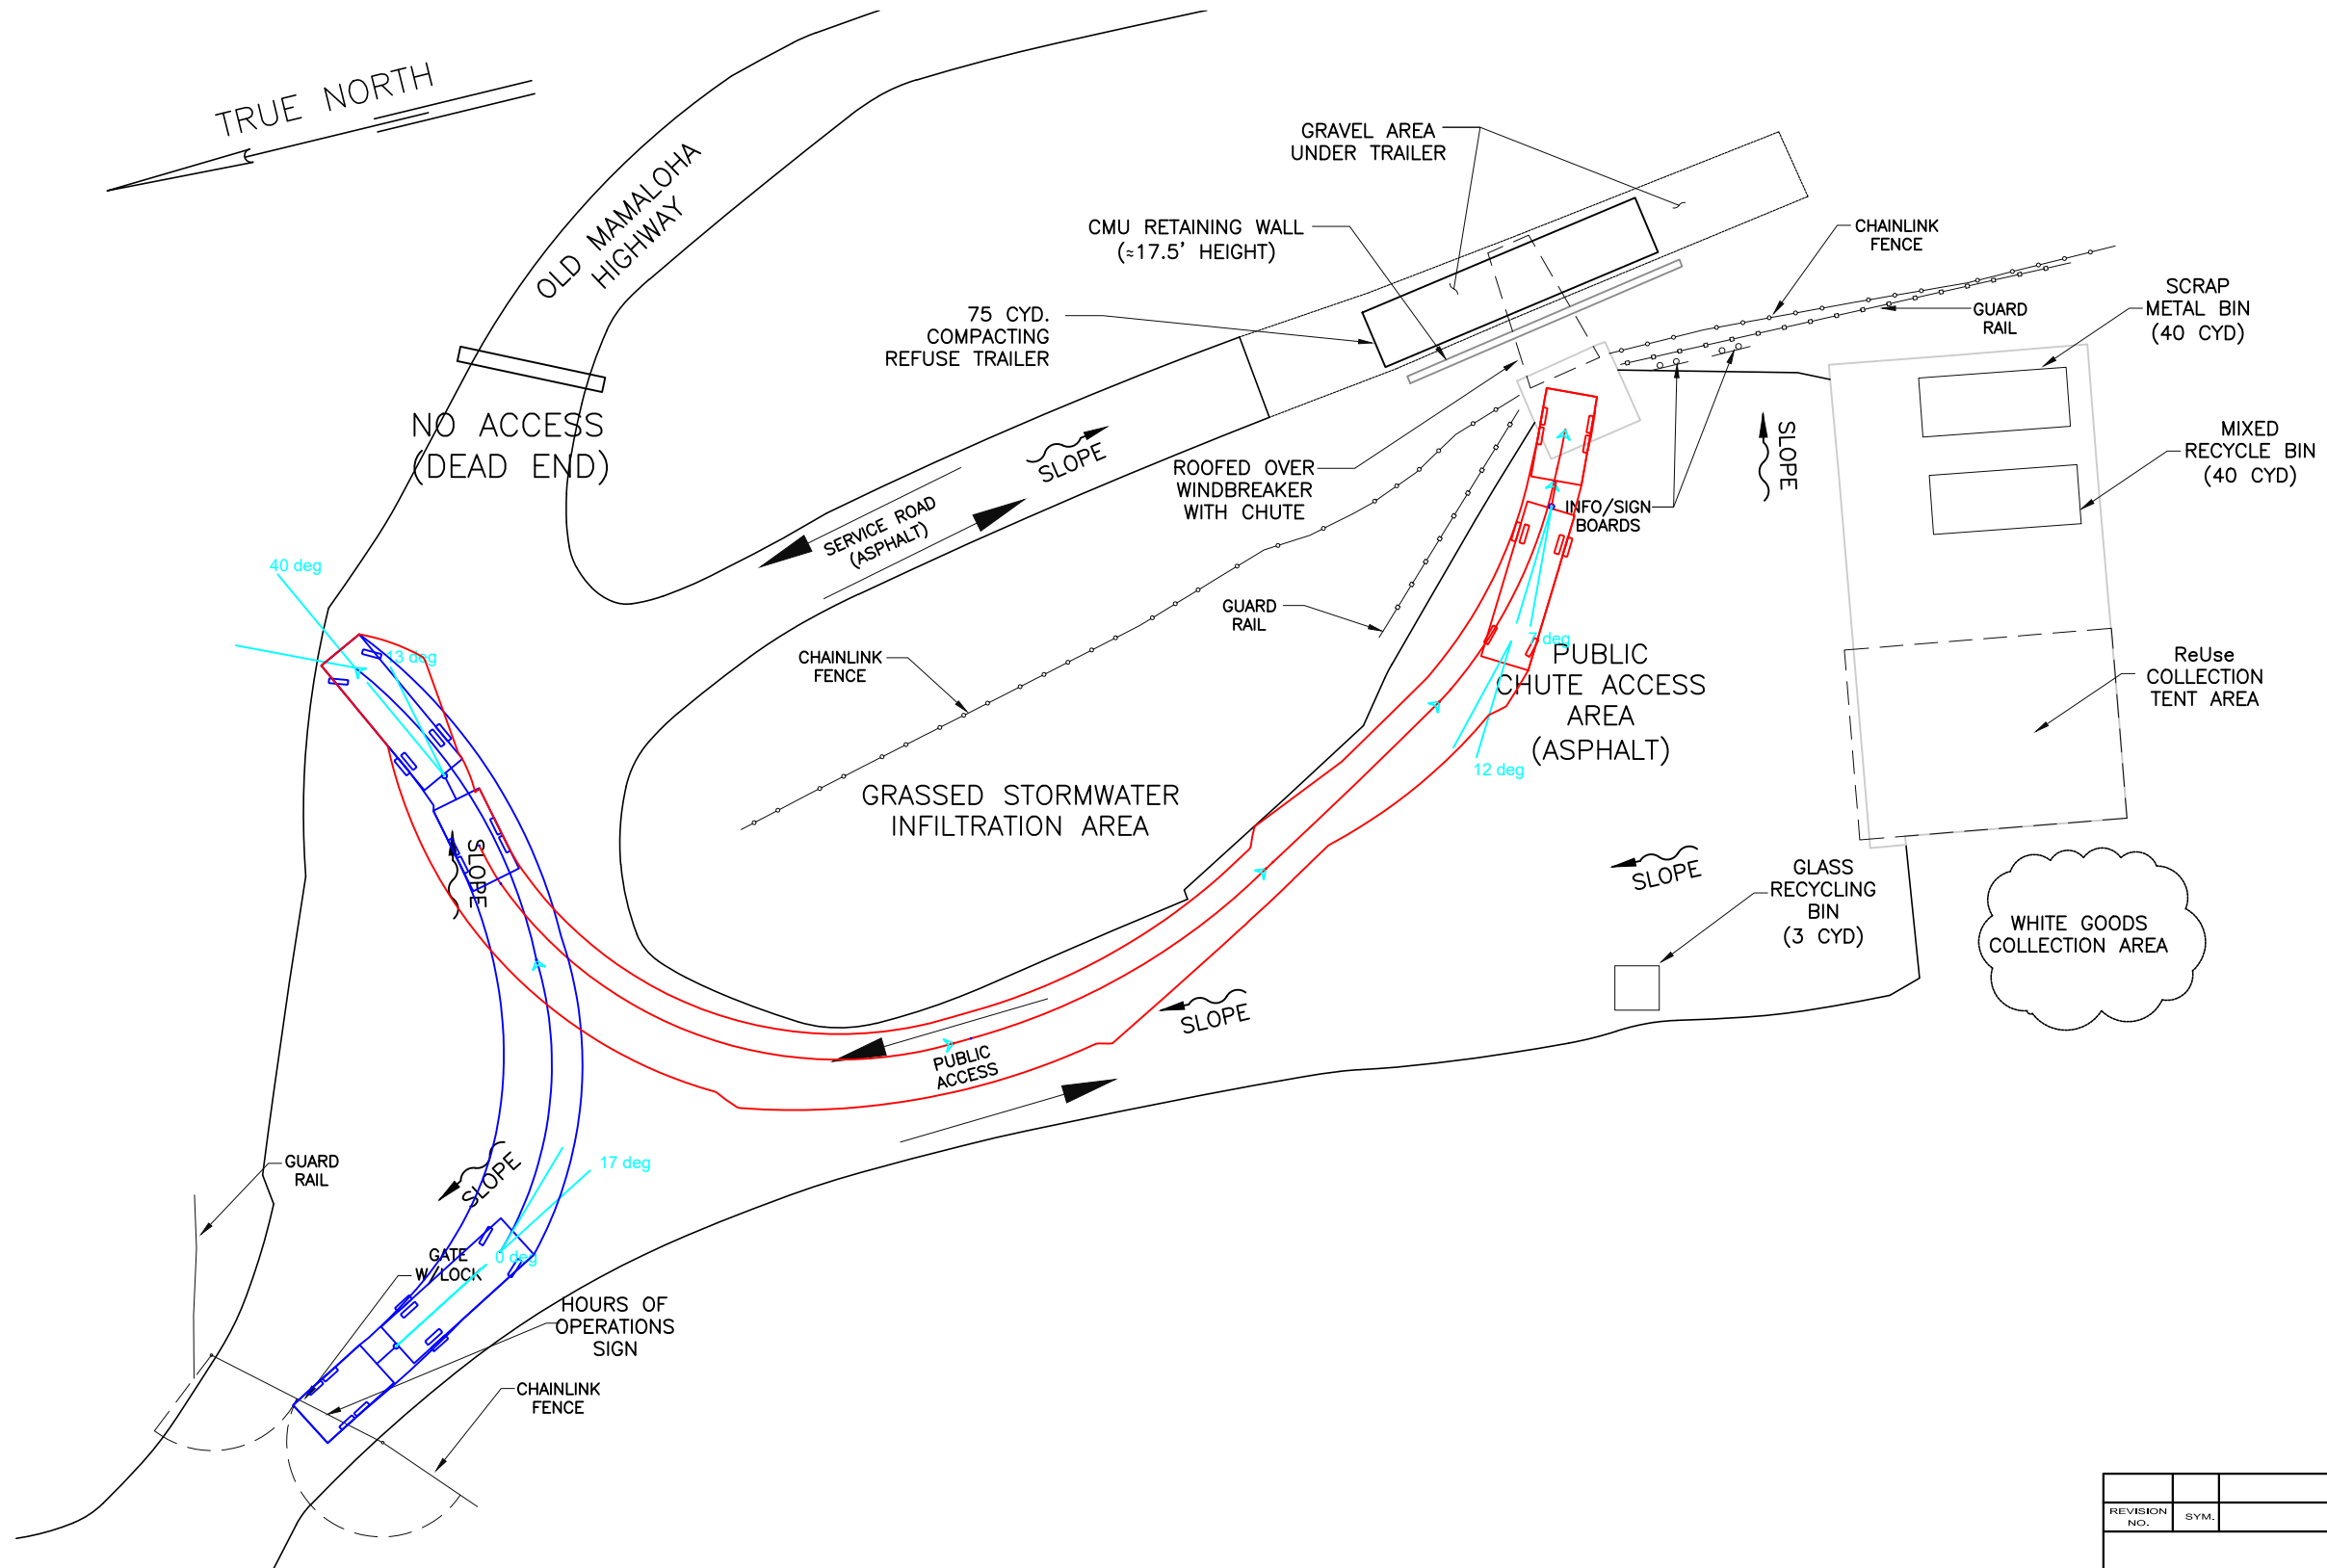 TRUE NORTH
OLD MAMALOHA
HIGHWAY
GRAVEL AREA
UNDER TRAILER
CMU RETAINING WALL
(≈17.5' HEIGHT)
CHAINLINK
FENCE
75 CYD.
COMPACTING
REFUSE TRAILER
GUARD
RAIL
SCRAP
METAL BIN
(40 CYD)
NO ACCESS
(DEAD END)
SLOPE
SERVICE ROAD
(ASPHALT)
ROOFED OVER
WINDBREAKER
WITH CHUTE
INFO/SIGN
BOARDS
SLOPE
MIXED
RECYCLE BIN
(40 CYD)
40 deg
13 deg
GUARD
RAIL
CHAINLINK
FENCE
7 deg
PUBLIC
CHUTE ACCESS
AREA
(ASPHALT)
12 deg
ReUse
COLLECTION
TENT AREA
GRASSED STORMWATER
INFILTRATION AREA
SLOPE
SLOPE
GLASS
RECYCLING
BIN
(3 CYD)
WHITE GOODS
COLLECTION AREA
SLOPE
PUBLIC
ACCESS
GUARD
RAIL
SLOPE
17 deg
GATE
W/LOCK
0 deg
HOURS OF
OPERATIONS
SIGN
CHAINLINK
FENCE
REVISION
NO.
SYM.